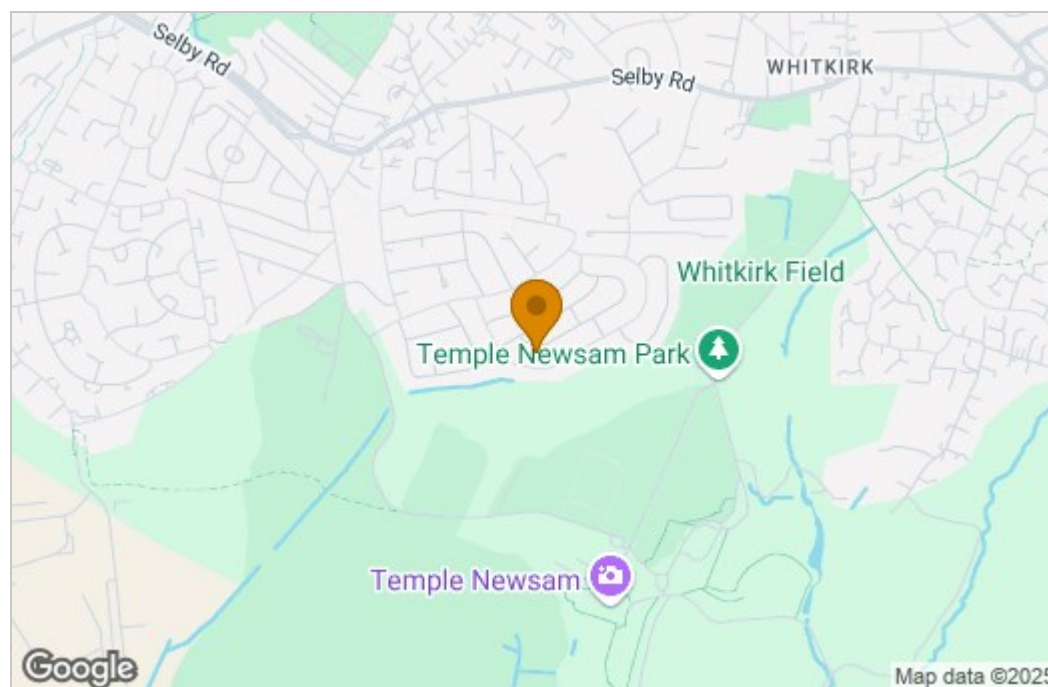 Selby Rd
Selby Rd
WHITKIRK
Whitkirk Field
Temple Newsam Park
Temple Newsam
Google
Map data ©2025